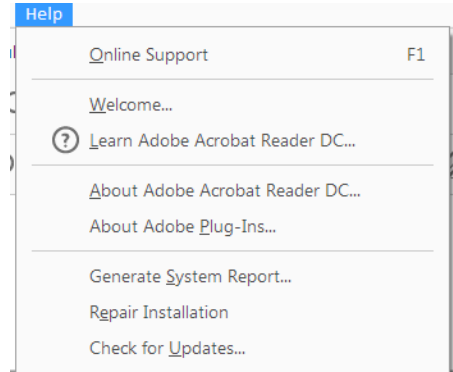 Help
Online Support F1
Welcome...
Learn Adobe Acrobat Reader DC...
About Adobe Acrobat Reader DC...
About Adobe Plug-Ins...
Generate System Report...
Repair Installation
Check for Updates...